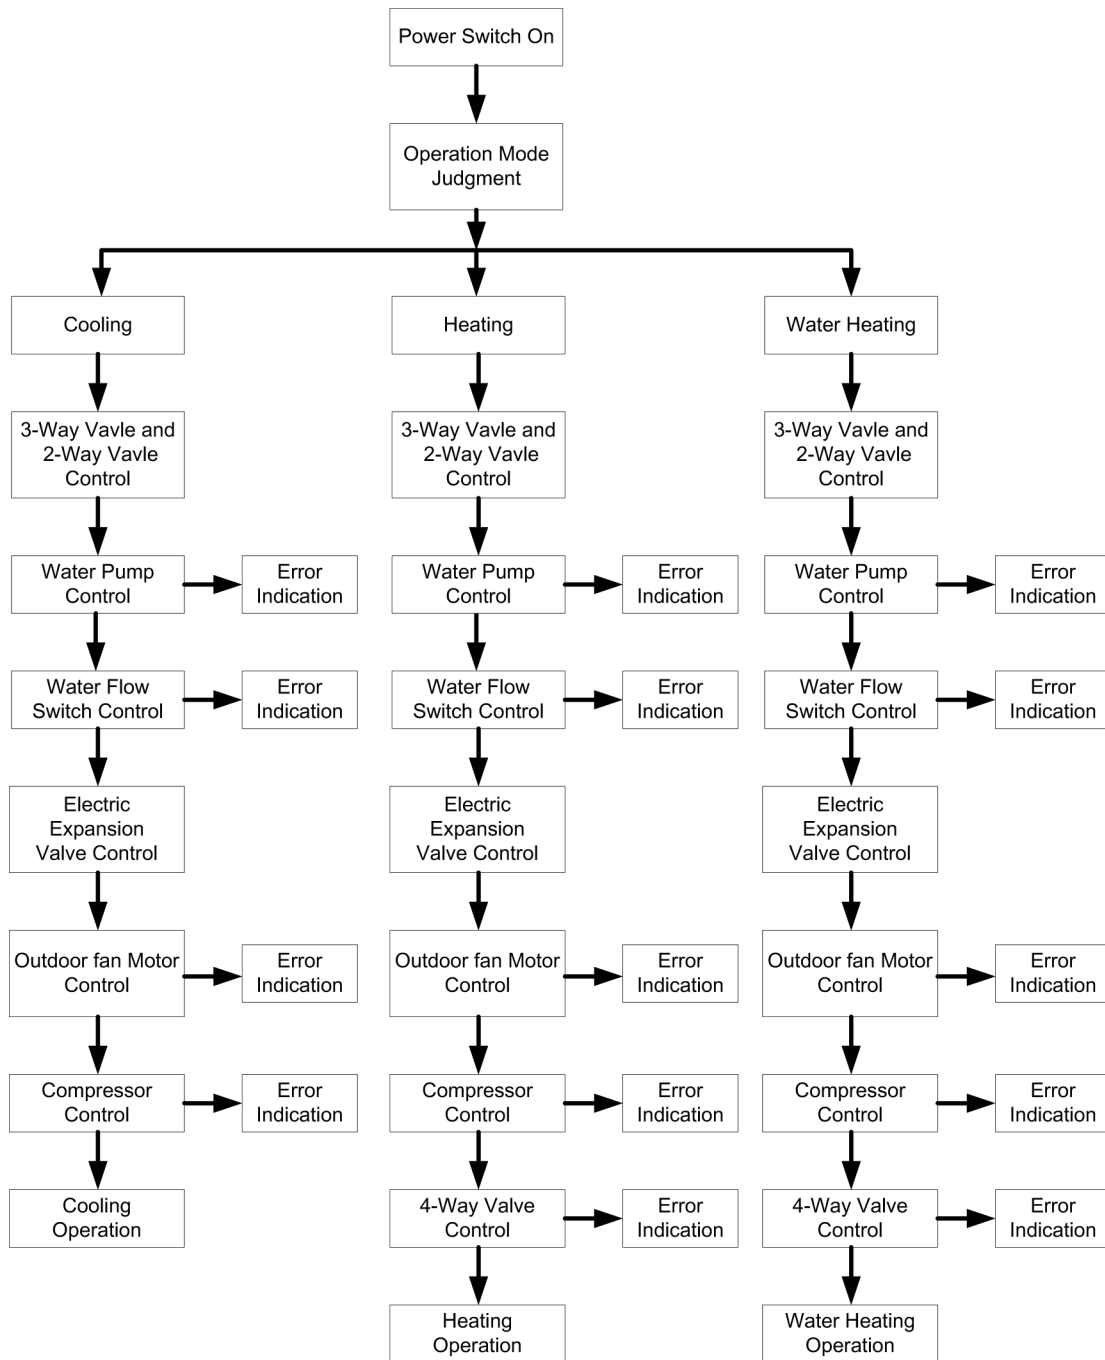 Power Switch On
Operation Mode
Judgment
Cooling
Heating
Water Heating
3-Way Vavle and
2-Way Vavle
Control
3-Way Vavle and
2-Way Vavle
Control
3-Way Vavle and
2-Way Vavle
Control
Water Pump
Control
Error
Indication
Water Pump
Control
Error
Indication
Water Pump
Control
Error
Indication
Water Flow
Switch Control
Error
Indication
Water Flow
Switch Control
Error
Indication
Water Flow
Switch Control
Error
Indication
Electric
Expansion
Valve Control
Electric
Expansion
Valve Control
Electric
Expansion
Valve Control
Outdoor fan Motor
Control
Error
Indication
Outdoor fan Motor
Control
Error
Indication
Outdoor fan Motor
Control
Error
Indication
Compressor
Control
Error
Indication
Compressor
Control
Error
Indication
Compressor
Control
Error
Indication
Cooling
Operation
4-Way Valve
Control
Error
Indication
4-Way Valve
Control
Error
Indication
Heating
Operation
Water Heating
Operation